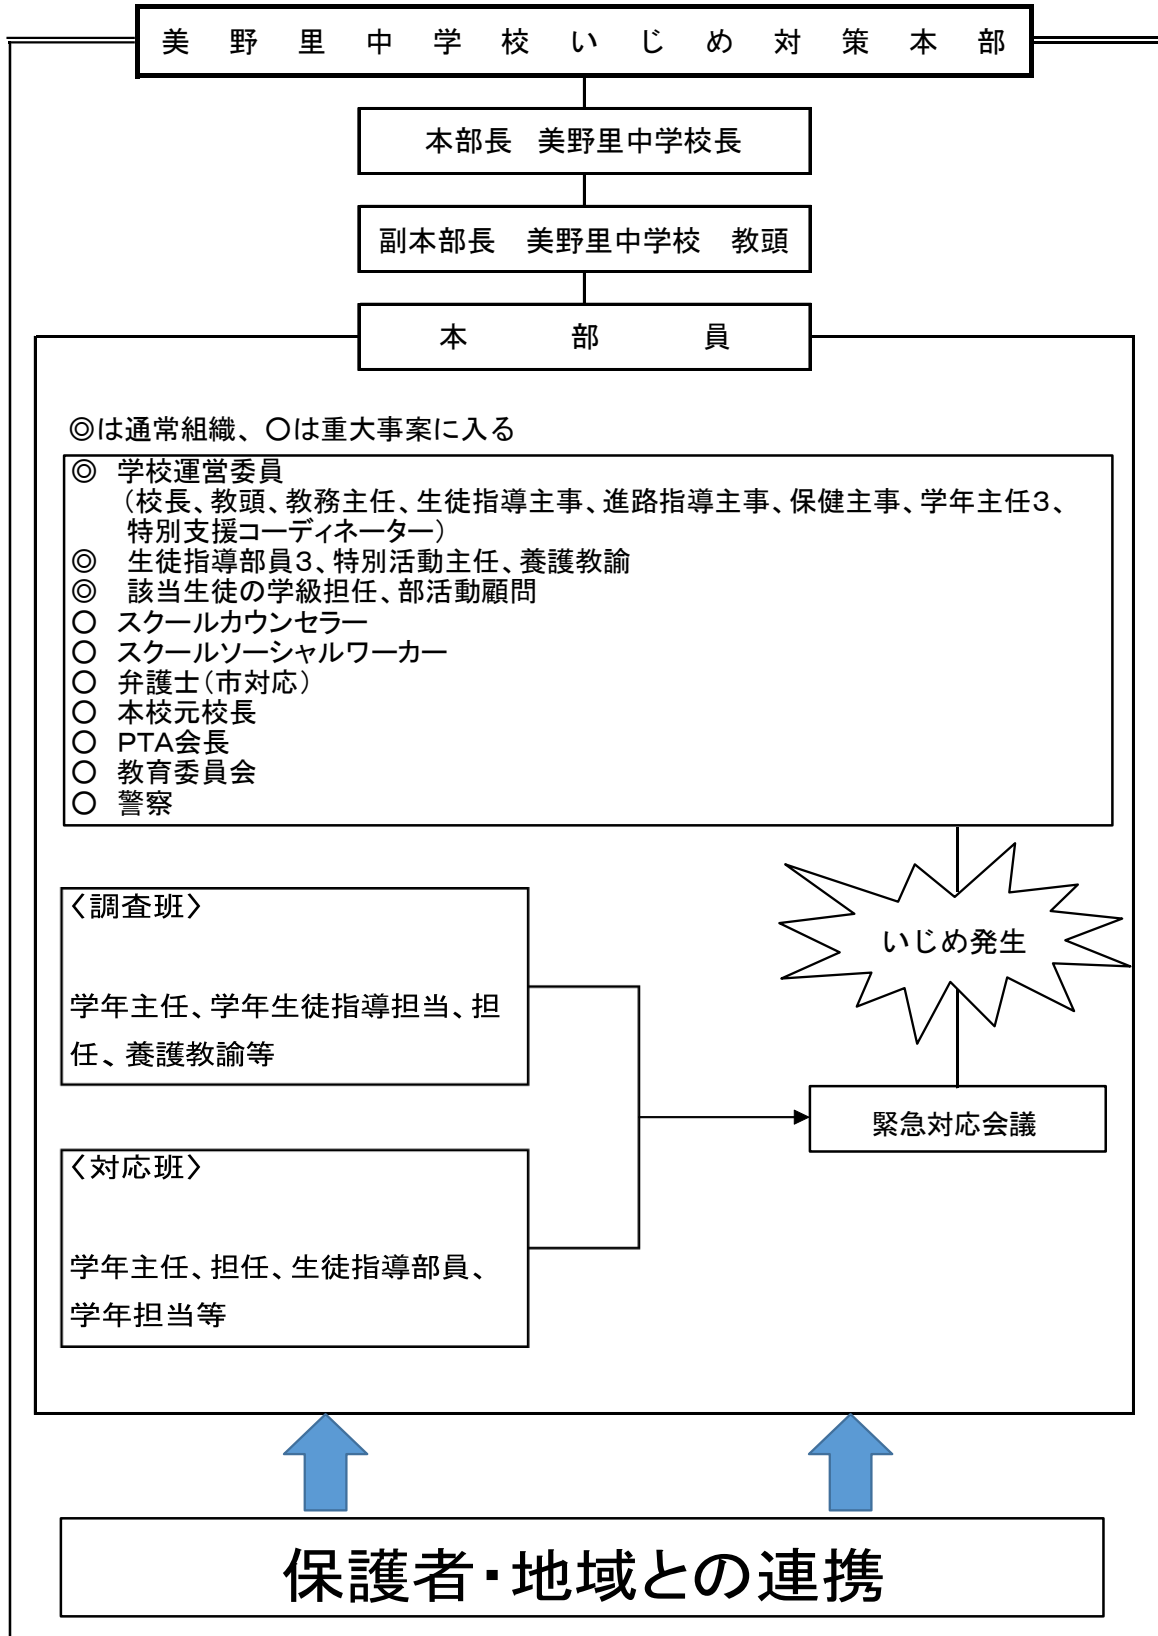 美野里中学校いじめ対策本部
本部長　美野里中学校長
副本部長　美野里中学校　教頭
本部員
◎は通常組織、〇は重大事案に入る
◎　学校運営委員
（校長、教頭、教務主任、生徒指導主事、進路指導主事、保健主事、学年主任３、
特別支援コーディネーター）
◎　生徒指導部員３、特別活動主任、養護教諭
◎　該当生徒の学級担任、部活動顧問
〇　スクールカウンセラー
〇　スクールソーシャルワーカー
〇　弁護士（市対応）
〇　本校元校長
〇　ＰＴＡ会長
〇　教育委員会
〇　警察
いじめ発生
〈調査班〉
学年主任、学年生徒指導担当、担
任、養護教諭等
緊急対応会議
〈対応班〉
学年主任、担任、生徒指導部員、
学年担当等
保護者・地域との連携